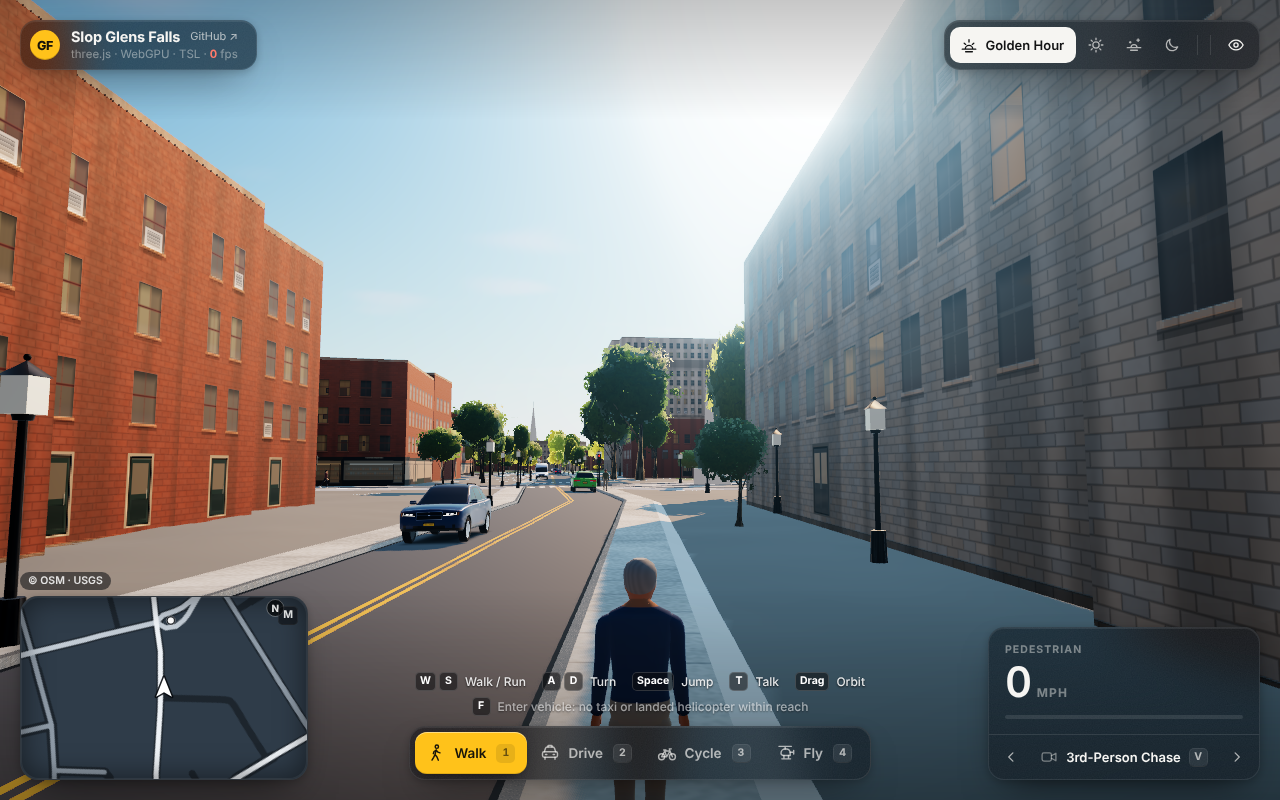 GF
Slop Glens Falls GitHub ↗
three.js · WebGPU · TSL · 0 fps
Golden Hour
© OSM · USGS
N
M
W S Walk / Run A D Turn Space Jump T Talk Drag Orbit
F Enter vehicle: no taxi or landed helicopter within reach
Walk 1 Drive 2 Cycle 3 Fly 4
PEDESTRIAN
0 MPH
3rd-Person Chase V